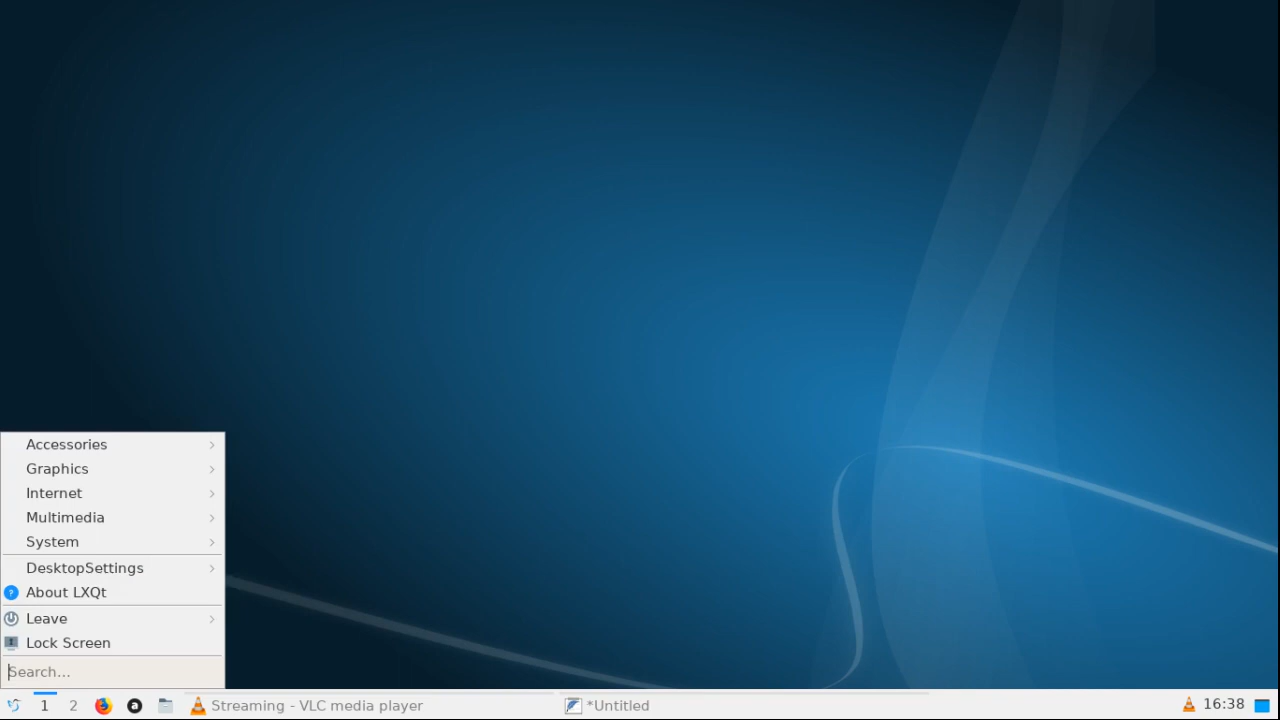 Accessories
Graphics
Internet
Multimedia
System
DesktopSettings
About LXQt
Leave
Lock Screen
Search...
1 2 a Streaming - VLC media player *Untitled 16:38